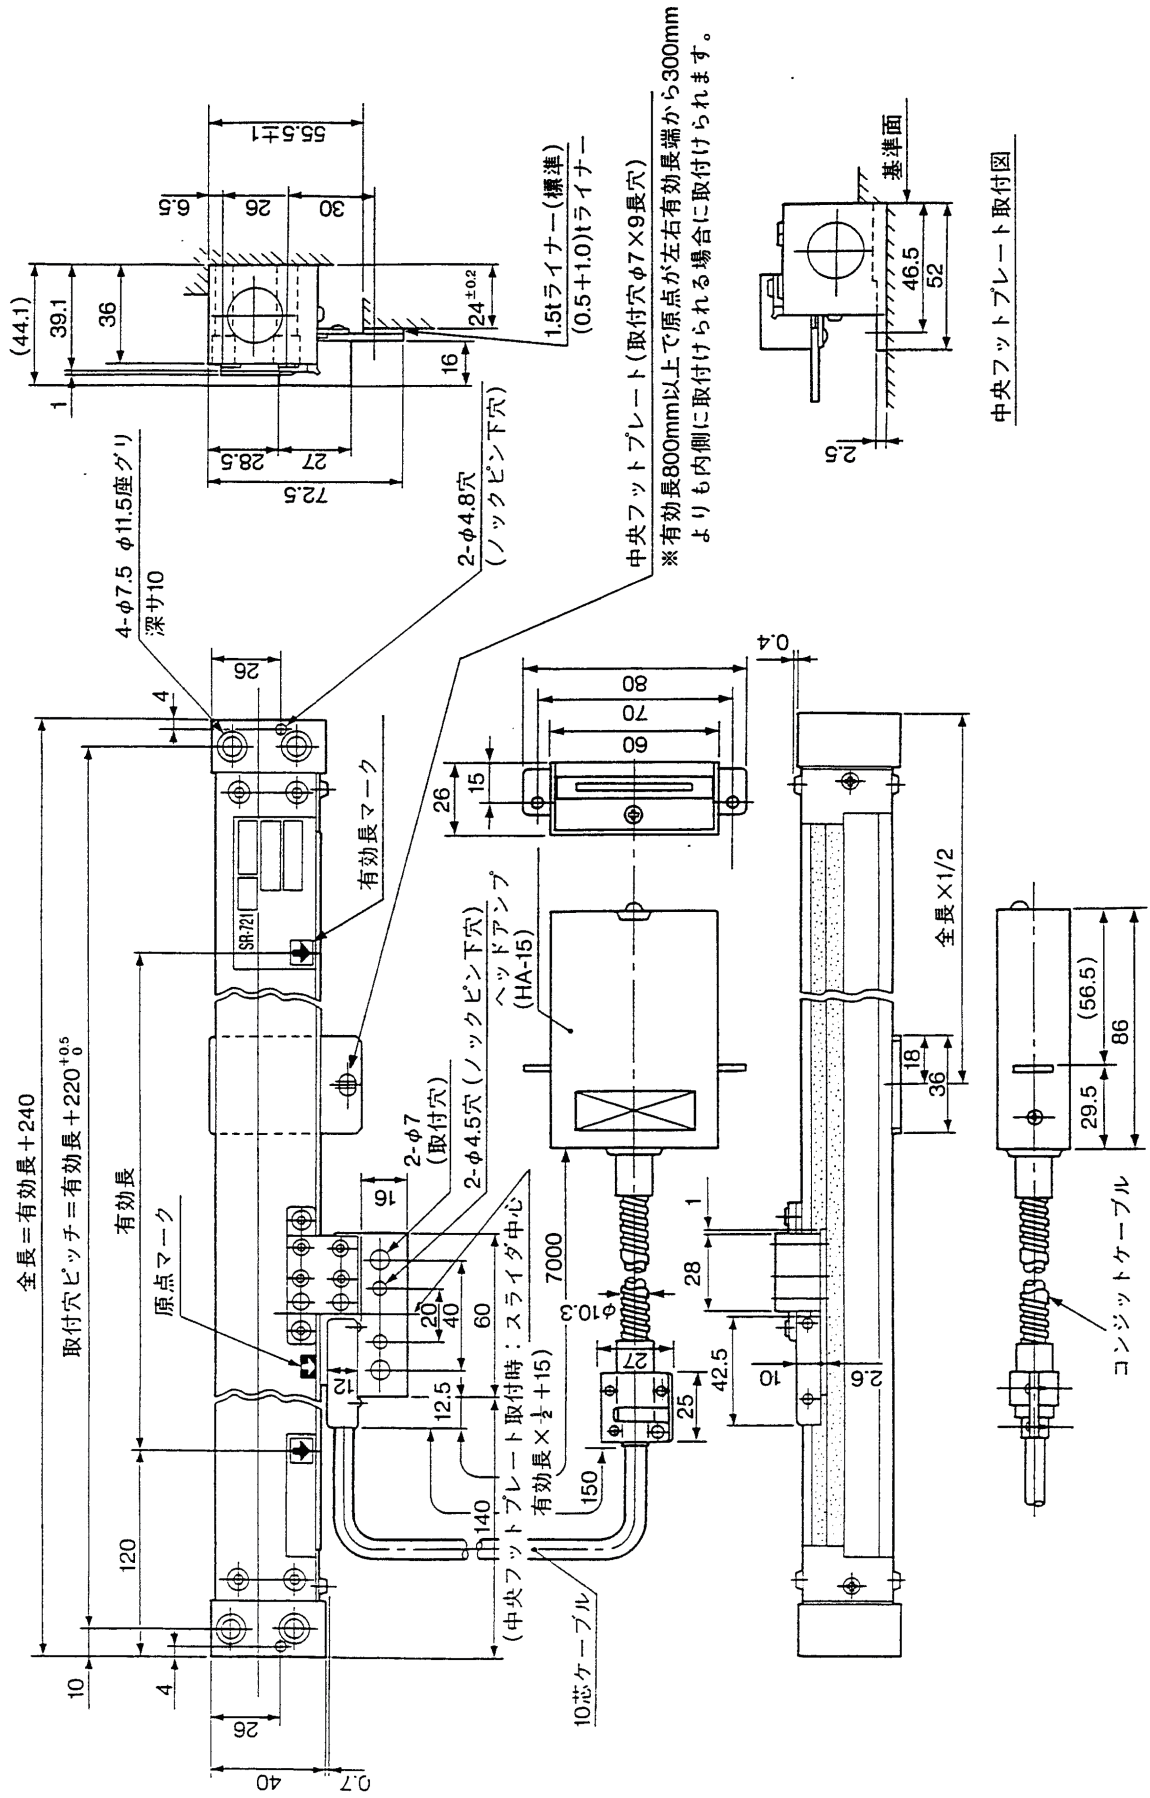 全長＝有効長＋240
取付穴ピッチ＝有効長＋220 +0.5 0
有効長
原点マーク
120
10
4
26
40
0.7
SR-721
有効長マーク
4
26
4-φ7.5 φ11.5座グリ
深サ10
2-φ4.8穴
(ノックピン下穴)
(44.1)
39.1
36
1
6.5
26
30
55.5±1
28.5
27
72.5
16
24±0.2
1.5tライナー(標準)
(0.5＋1.0)tライナー
中央フットプレート(取付穴φ7×9長穴)
※有効長800mm以上で原点が左右有効長端から300mm
よりも内側に取付けられる場合に取付けられます。
2-φ7
(取付穴)
2-φ4.5穴(ノックピン下穴)
16
12
20
40
60
12.5
スライダ中心
140
(中央フットプレート取付時：
有効長×1/2＋15)
150
7000
10芯ケーブル
φ10.3
27
25
ヘッドアンプ
(HA-15)
26
15
60
70
80
0.4
全長×1/2
18
36
1
28
42.5
10
2.6
(56.5)
86
29.5
コンジットケーブル
基準面
46.5
52
2.5
中央フットプレート取付図